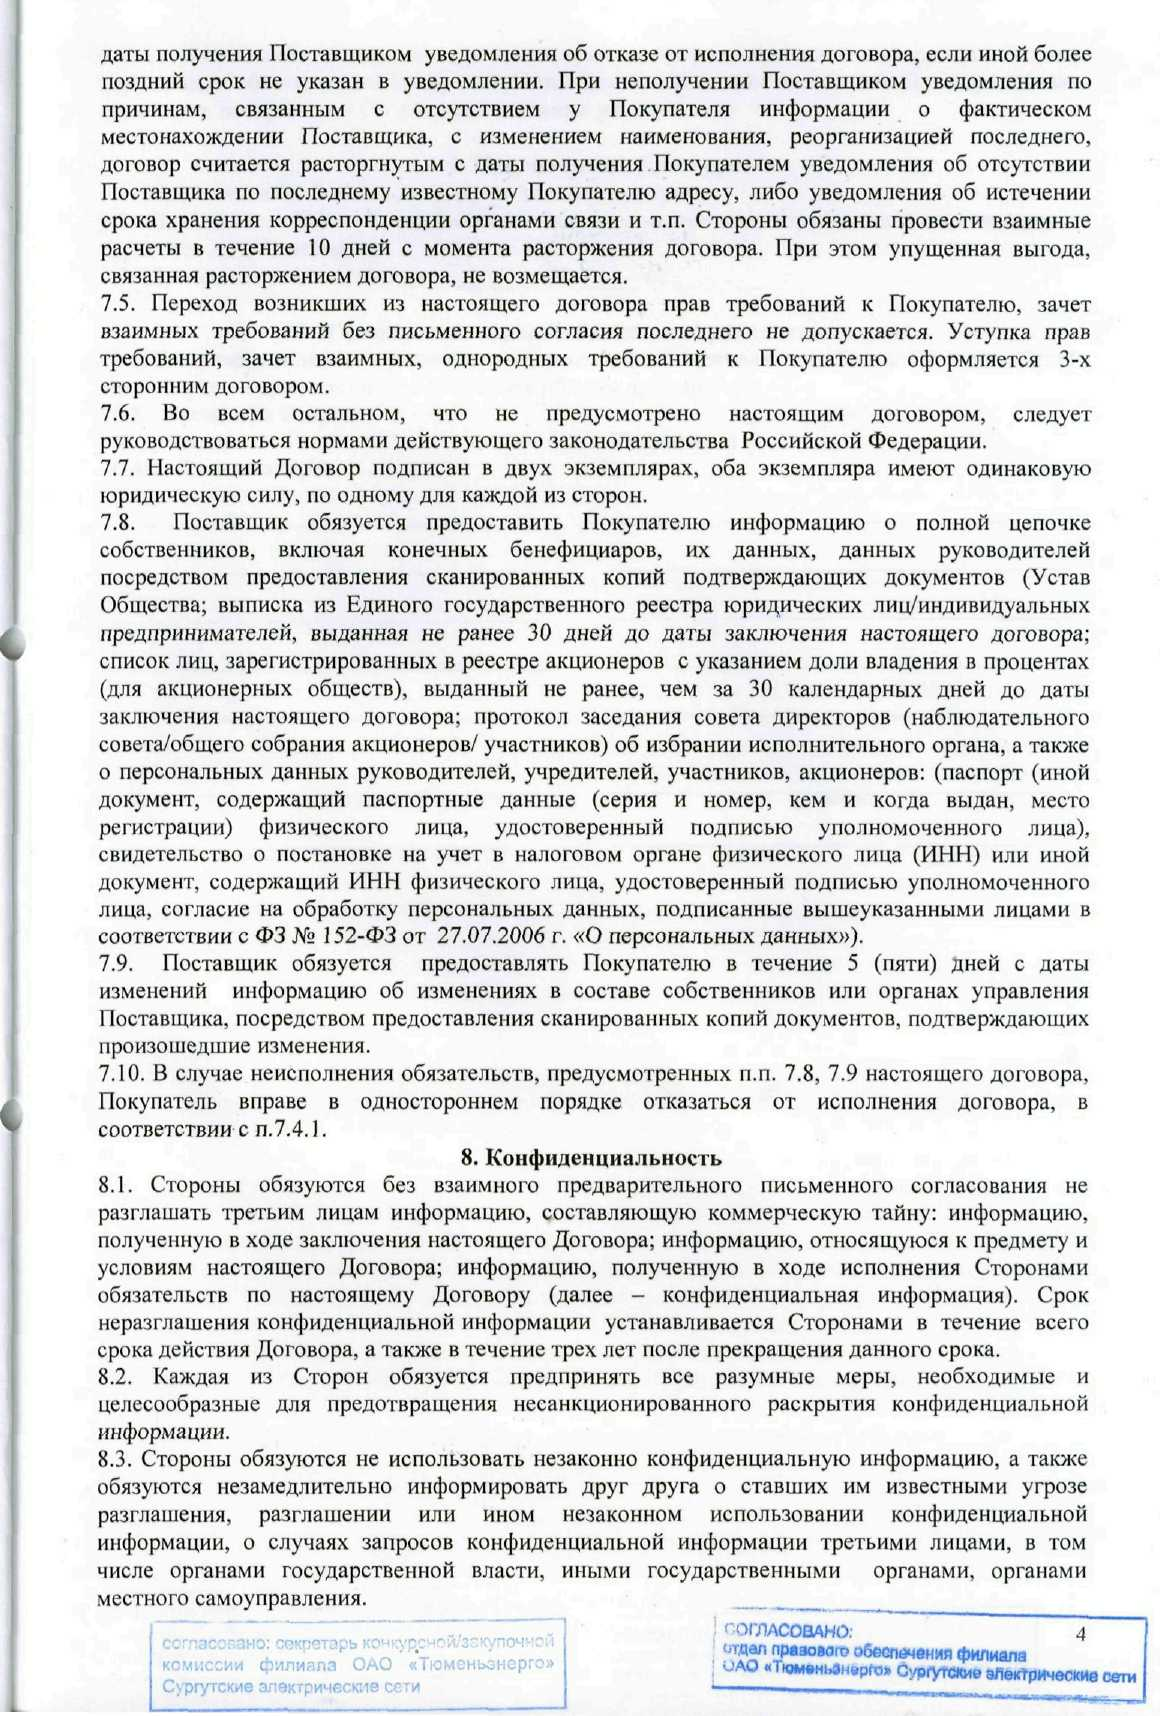 даты получения Поставщиком уведомления об отказе от исполнения договора, если иной более
поздний срок не указан в уведомлении. При неполучении Поставщиком уведомления по
причинам, связанным с отсутствием у Покупателя информации о фактическом
местонахождении Поставщика, с изменением наименования, реорганизацией последнего,
договор считается расторгнутым с даты получения Покупателем уведомления об отсутствии
Поставщика по последнему известному Покупателю адресу, либо уведомления об истечении
срока хранения корреспонденции органами связи и т.п. Стороны обязаны провести взаимные
расчеты в течение 10 дней с момента расторжения договора. При этом упущенная выгода,
связанная расторжением договора, не возмещается.
7.5. Переход возникших из настоящего договора прав требований к Покупателю, зачет
взаимных требований без письменного согласия последнего не допускается. Уступка прав
требований, зачет взаимных, однородных требований к Покупателю оформляется 3-х
сторонним договором.
7.6. Во всем остальном, что не предусмотрено настоящим договором, следует
руководствоваться нормами действующего законодательства Российской Федерации.
7.7. Настоящий Договор подписан в двух экземплярах, оба экземпляра имеют одинаковую
юридическую силу, по одному для каждой из сторон.
7.8. Поставщик обязуется предоставить Покупателю информацию о полной цепочке
собственников, включая конечных бенефициаров, их данных, данных руководителей
посредством предоставления сканированных копий подтверждающих документов (Устав
Общества; выписка из Единого государственного реестра юридических лиц/индивидуальных
предпринимателей, выданная не ранее 30 дней до даты заключения настоящего договора;
список лиц, зарегистрированных в реестре акционеров с указанием доли владения в процентах
(для акционерных обществ), выданный не ранее, чем за 30 календарных дней до даты
заключения настоящего договора; протокол заседания совета директоров (наблюдательного
совета/общего собрания акционеров/ участников) об избрании исполнительного органа, а также
о персональных данных руководителей, учредителей, участников, акционеров: (паспорт (иной
документ, содержащий паспортные данные (серия и номер, кем и когда выдан, место
регистрации) физического лица, удостоверенный подписью уполномоченного лица),
свидетельство о постановке на учет в налоговом органе физического лица (ИНН) или иной
документ, содержащий ИНН физического лица, удостоверенный подписью уполномоченного
лица, согласие на обработку персональных данных, подписанные вышеуказанными лицами в
соответствии с ФЗ № 152-ФЗ от 27.07.2006 г. «О персональных данных»).
7.9. Поставщик обязуется предоставлять Покупателю в течение 5 (пяти) дней с даты
изменений информацию об изменениях в составе собственников или органах управления
Поставщика, посредством предоставления сканированных копий документов, подтверждающих
произошедшие изменения.
7.10. В случае неисполнения обязательств, предусмотренных п.п. 7.8, 7.9 настоящего договора,
Покупатель вправе в одностороннем порядке отказаться от исполнения договора, в
соответствии с п.7.4.1.
8. Конфиденциальность
8.1. Стороны обязуются без взаимного предварительного письменного согласования не
разглашать третьим лицам информацию, составляющую коммерческую тайну: информацию,
полученную в ходе заключения настоящего Договора; информацию, относящуюся к предмету и
условиям настоящего Договора; информацию, полученную в ходе исполнения Сторонами
обязательств по настоящему Договору (далее – конфиденциальная информация). Срок
неразглашения конфиденциальной информации устанавливается Сторонами в течение всего
срока действия Договора, а также в течение трех лет после прекращения данного срока.
8.2. Каждая из Сторон обязуется предпринять все разумные меры, необходимые и
целесообразные для предотвращения несанкционированного раскрытия конфиденциальной
информации.
8.3. Стороны обязуются не использовать незаконно конфиденциальную информацию, а также
обязуются незамедлительно информировать друг друга о ставших им известными угрозе
разглашения, разглашении или ином незаконном использовании конфиденциальной
информации, о случаях запросов конфиденциальной информации третьими лицами, в том
числе органами государственной власти, иными государственными органами, органами
местного самоуправления.
согласовано: секретарь конкурсной/закупочной
комиссии филиала ОАО «Тюменьэнерго»
Сургутские электрические сети
СОГЛАСОВАНО:
отдел правового обеспечения филиала
ОАО «Тюменьэнерго» Сургутские электрические сети
4